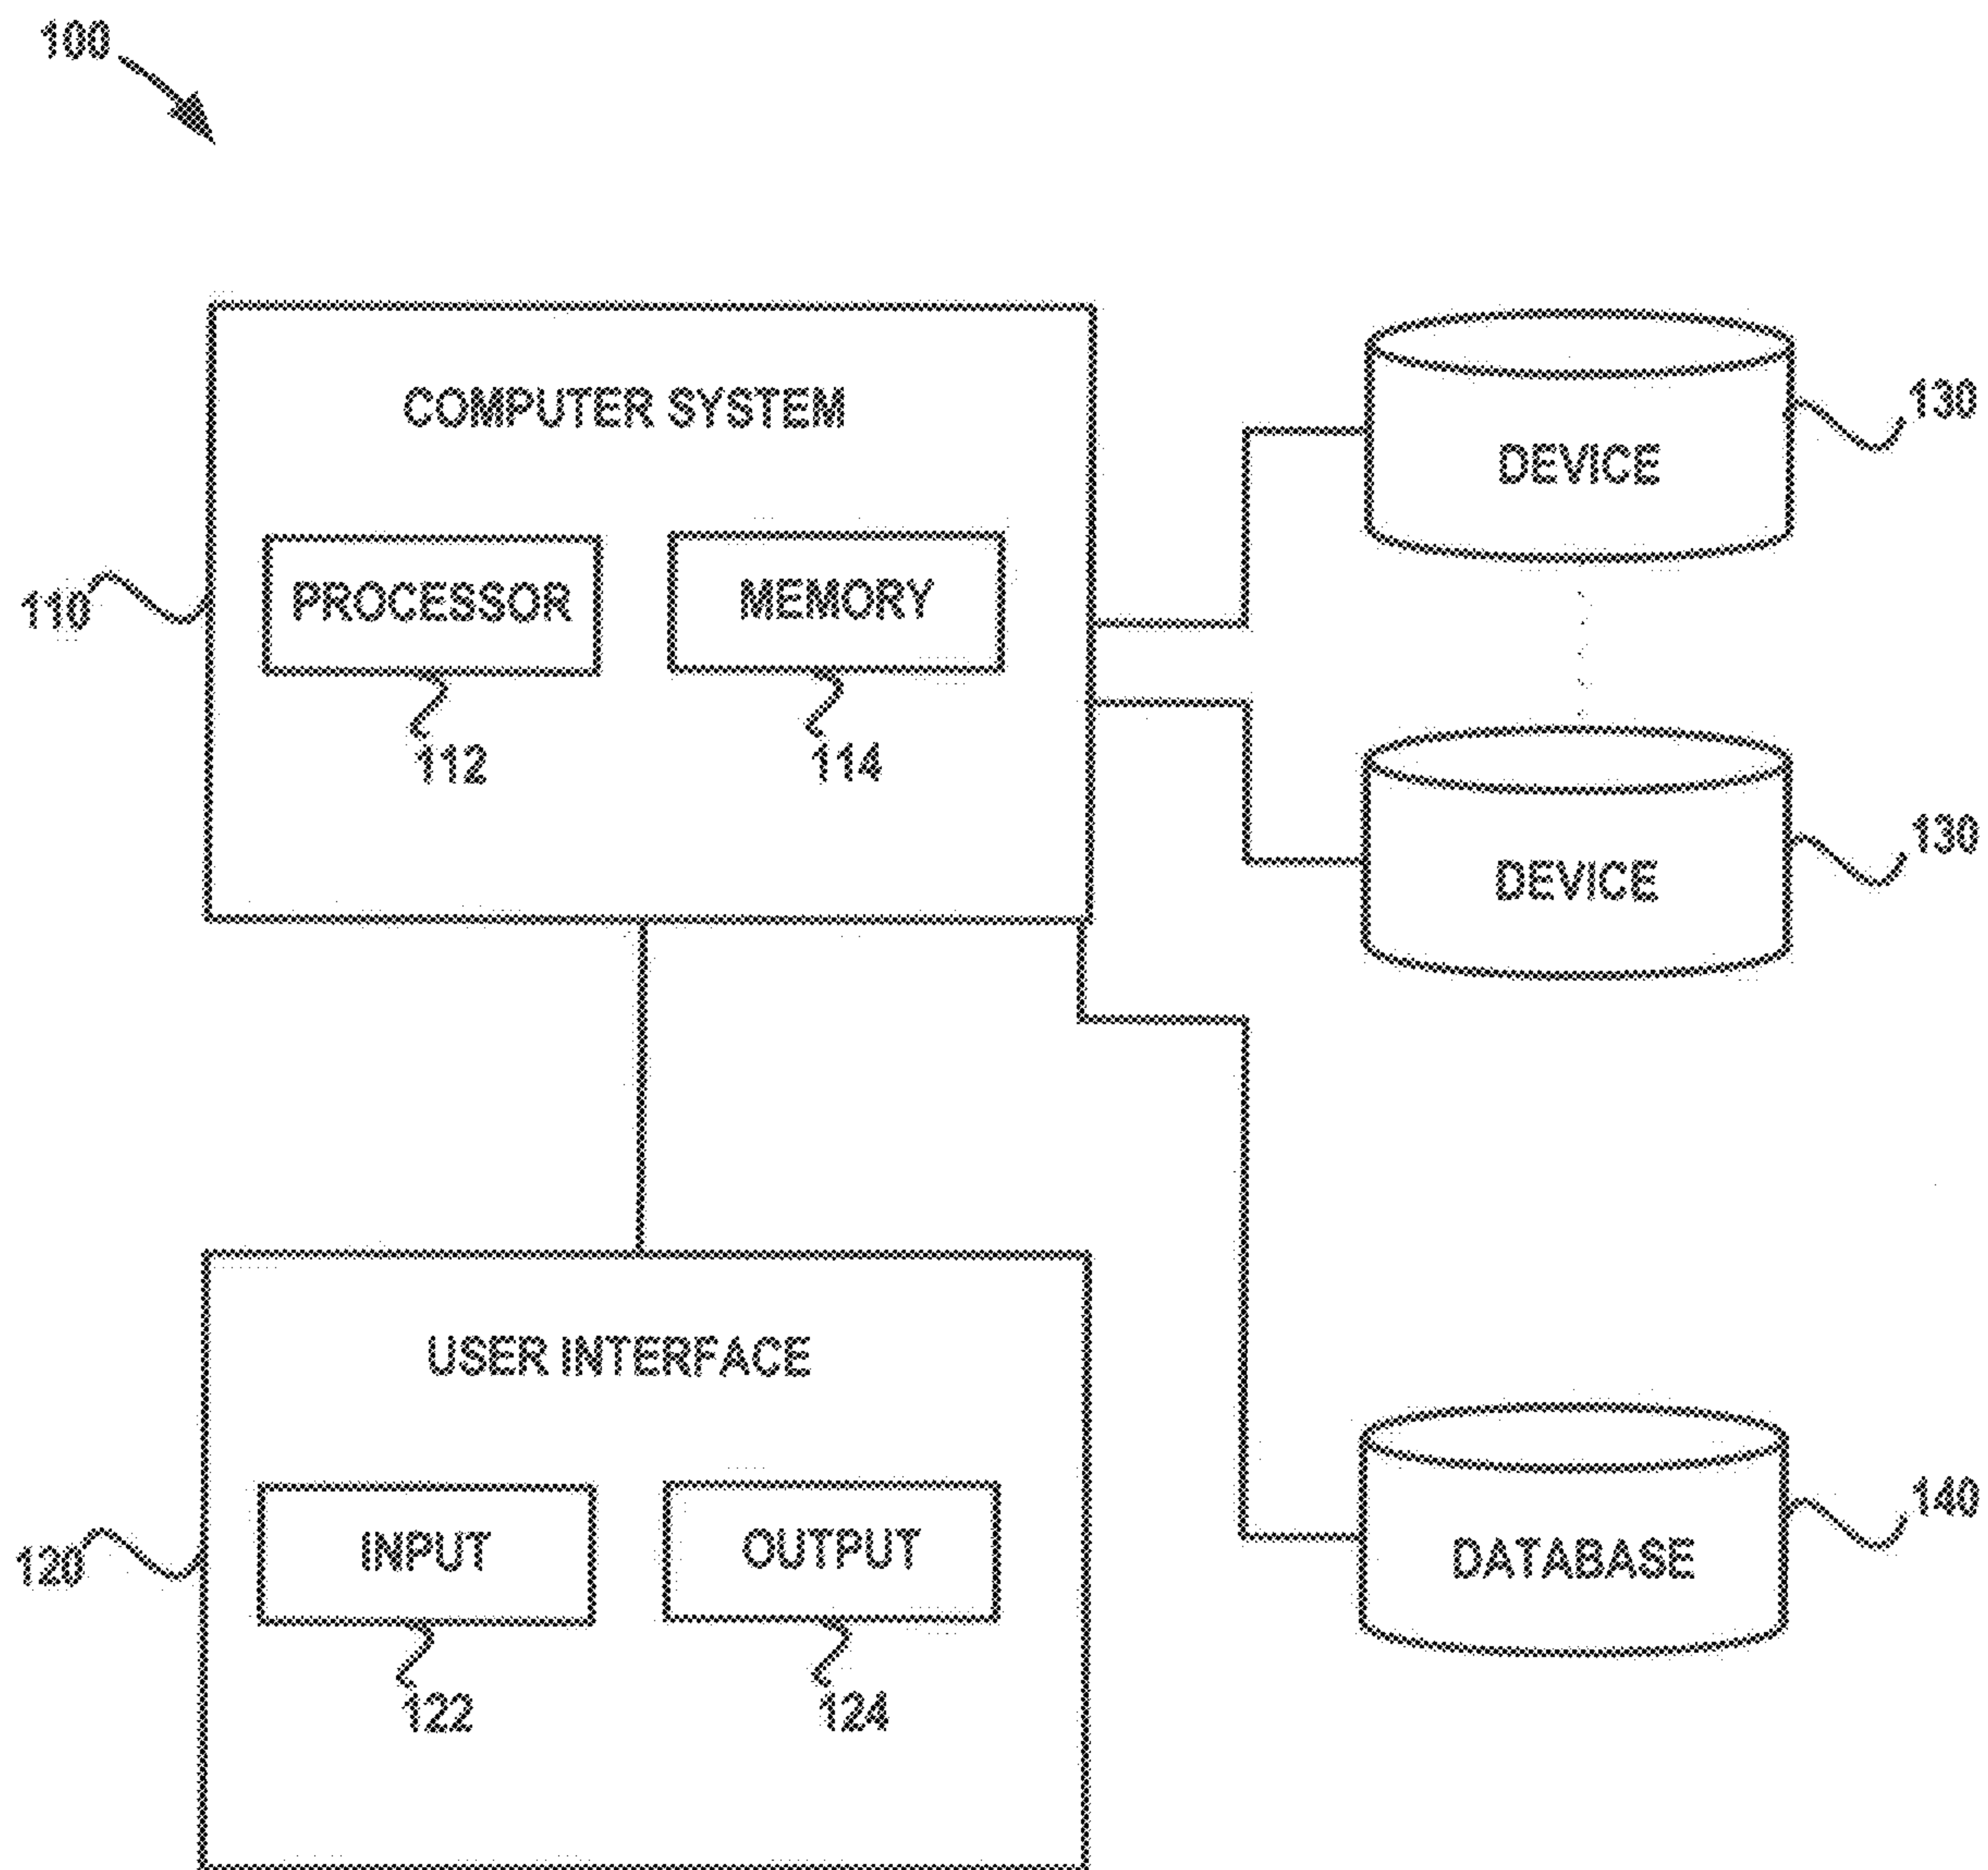 100
COMPUTER SYSTEM
PROCESSOR
MEMORY
110
112
114
DEVICE
130
DEVICE
130
USER INTERFACE
INPUT
OUTPUT
120
122
124
DATABASE
140